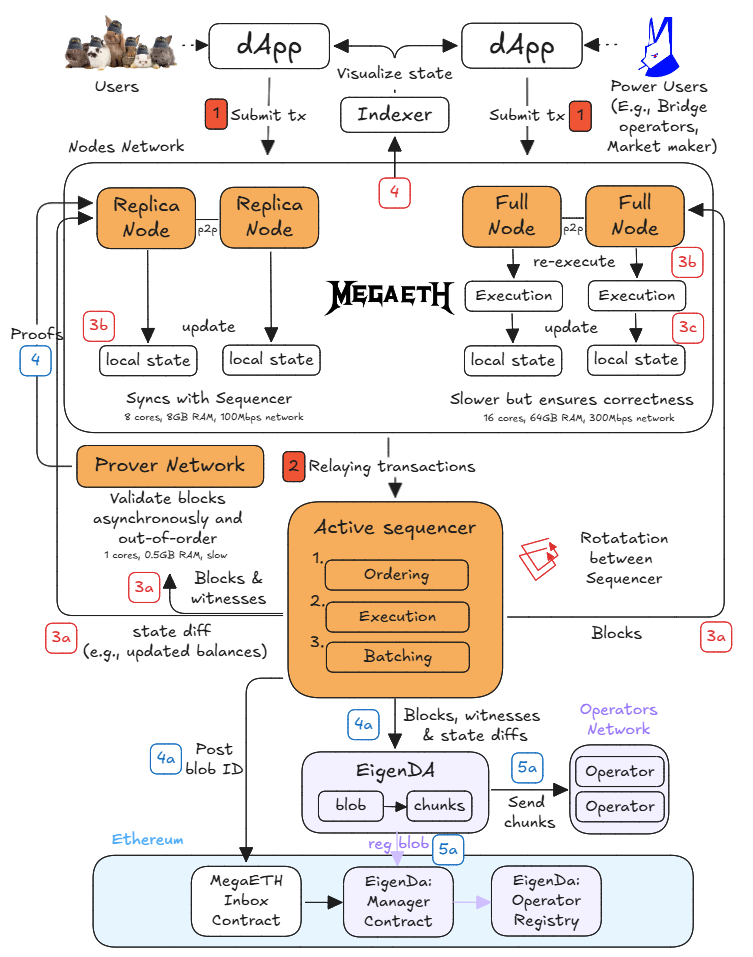 dApp
dApp
Users
Visualize state
Power Users
(E.g., Bridge
operators,
Market maker)
1
Submit tx
Indexer
Submit tx
1
Nodes Network
4
Replica
Node
p2p
Replica
Node
Full
Node
p2p
Full
Node
re-execute
3b
MEGAETH
Execution
Execution
3b
update
update
3c
Proofs
4
local state
local state
local state
local state
Syncs with Sequencer
8 cores, 8GB RAM, 100Mbps network
Slower but ensures correctness
16 cores, 64GB RAM, 300Mbps network
Prover Network
2
Relaying transactions
Validate blocks
asynchronously and
out-of-order
1 cores, 0.5GB RAM, slow
Active sequencer
1.
Ordering
2.
Execution
3.
Batching
Rotatation
between
Sequencer
3a
Blocks &
witnesses
3a
state diff
(e.g., updated balances)
Blocks
3a
4a
Blocks, witnesses
& state diffs
Operators
Network
4a
Post
blob ID
EigenDA
blob
chunks
5a
Send
chunks
Operator
Operator
Ethereum
reg blob
5a
MegaETH
Inbox
Contract
EigenDa:
Manager
Contract
EigenDa:
Operator
Registry